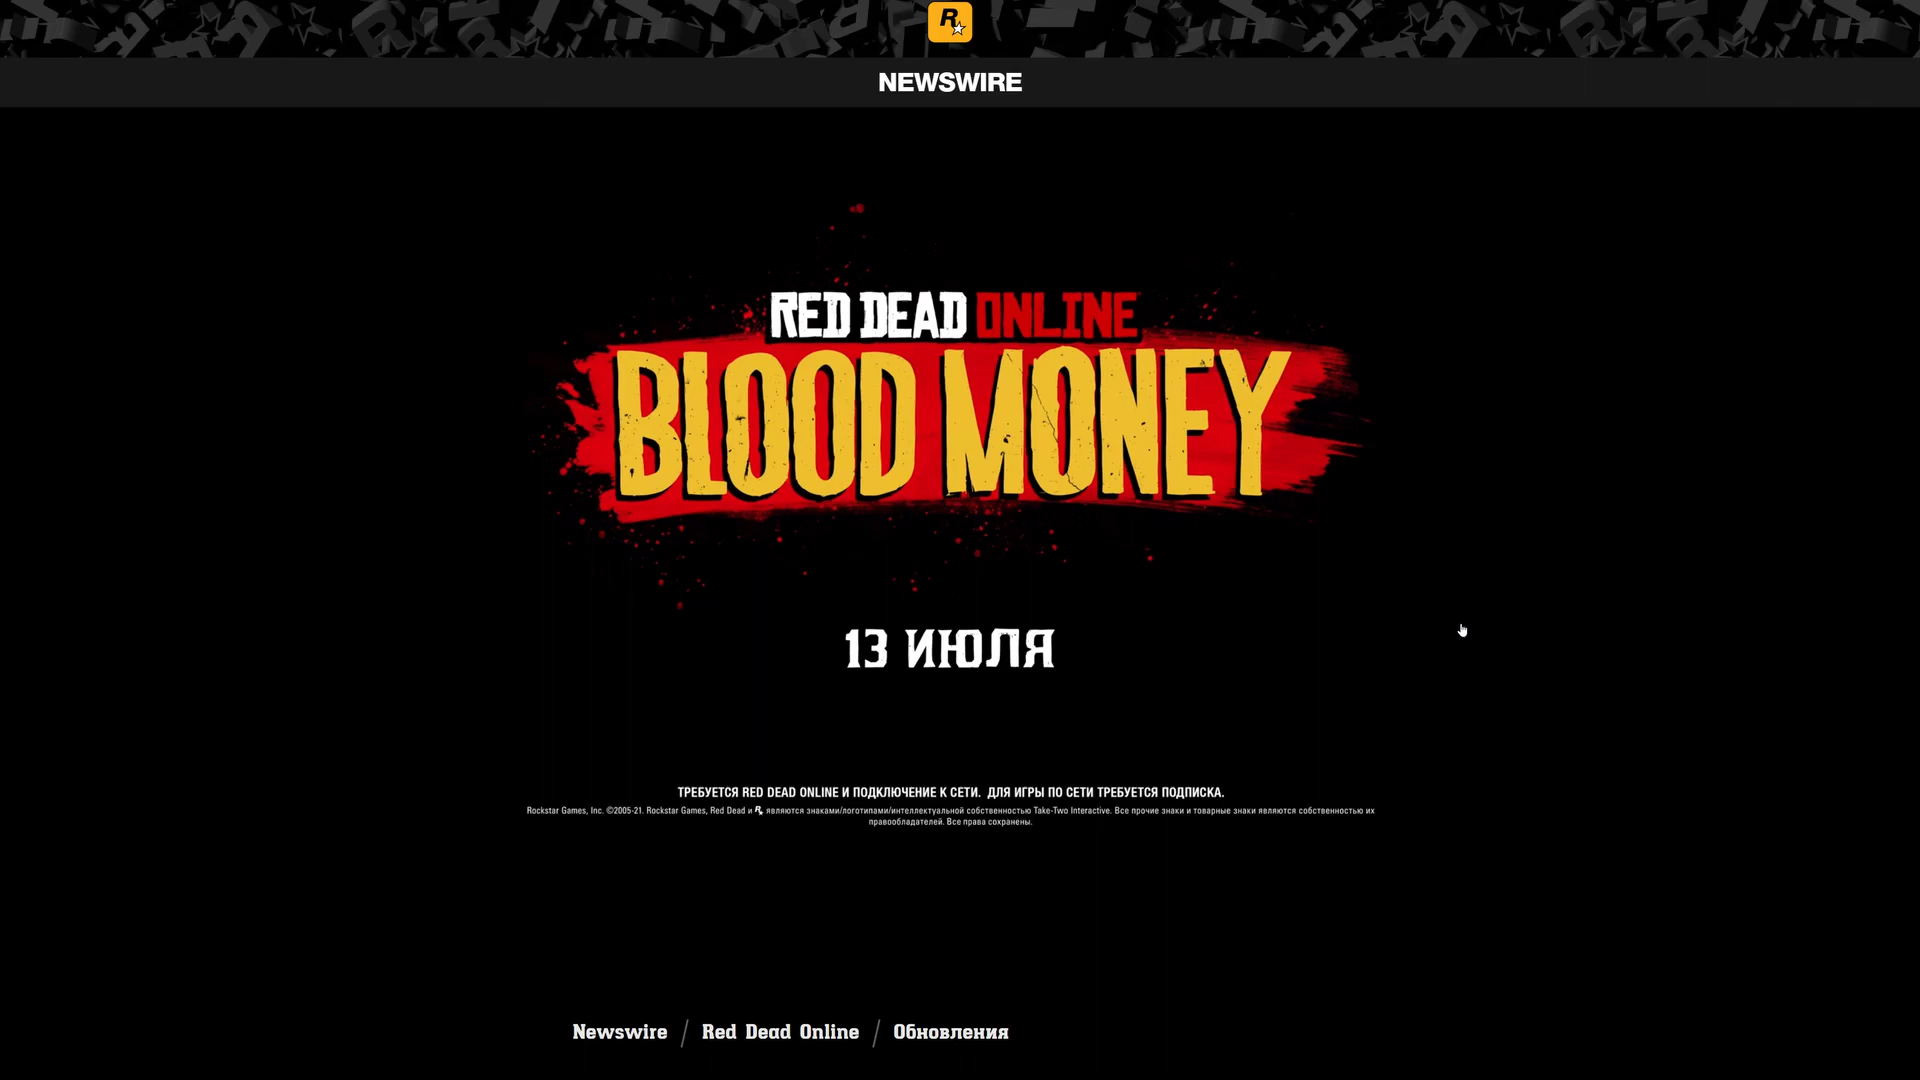 R
NEWSWIRE
RED DEAD ONLINE
BLOOD MONEY
13 ИЮЛЯ
ТРЕБУЕТСЯ RED DEAD ONLINE И ПОДКЛЮЧЕНИЕ К СЕТИ. ДЛЯ ИГРЫ ПО СЕТИ ТРЕБУЕТСЯ ПОДПИСКА.
Rockstar Games, Inc. ©2005-21. Rockstar Games, Red Dead и R являются знаками/логотипами/интеллектуальной собственностью Take-Two Interactive. Все прочие знаки и товарные знаки являются собственностью их
правообладателей. Все права сохранены.
Newswire / Red Dead Online / Обновления